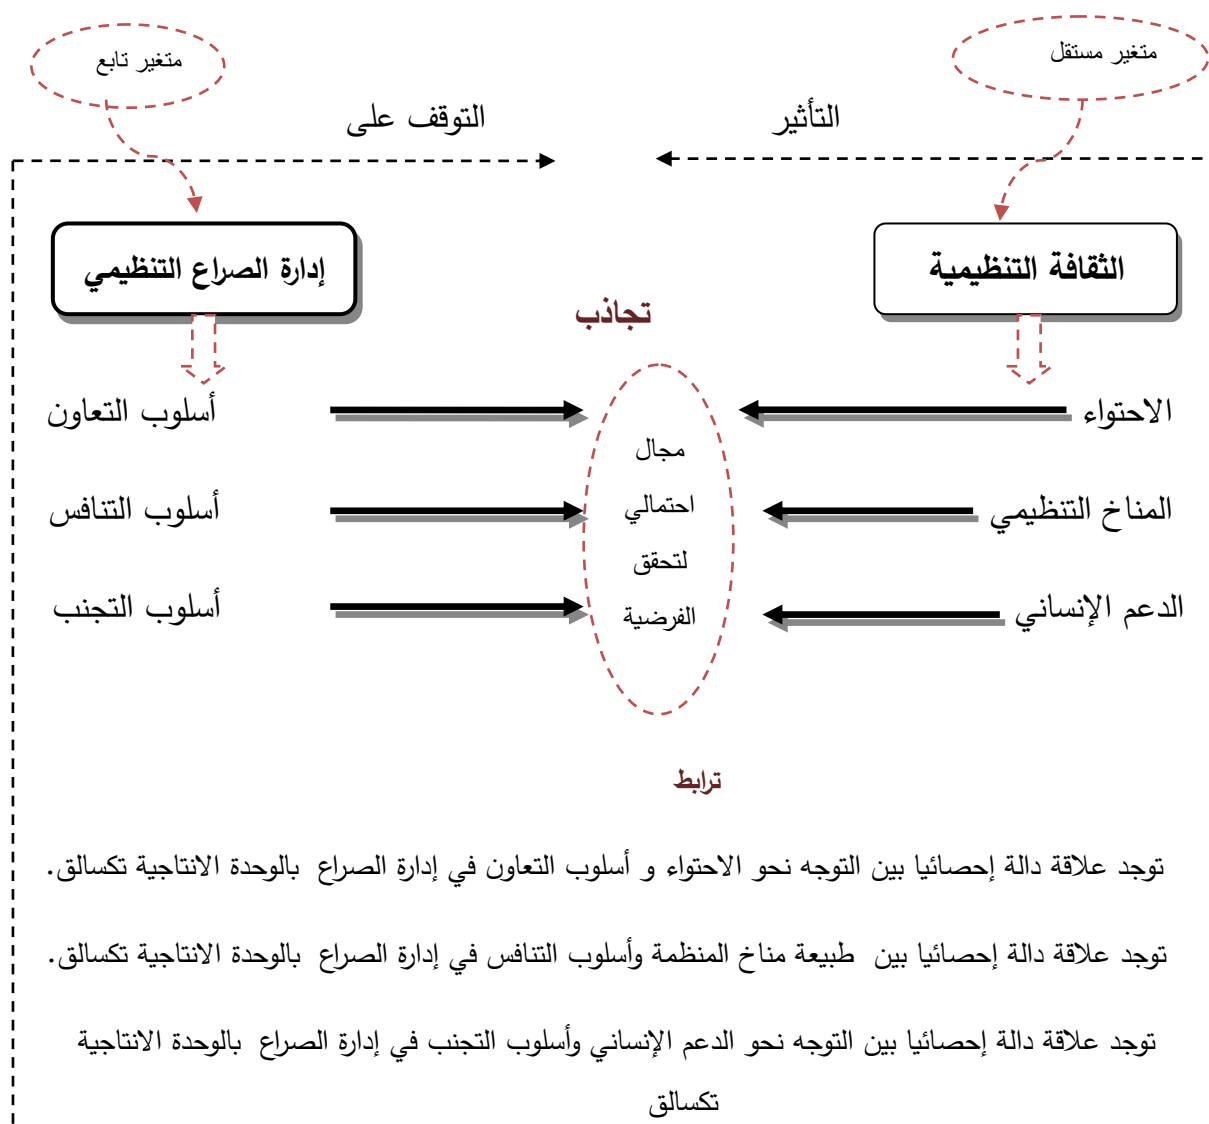 متغير مستقل
متغير تابع
التأثير
التوقف على
الثقافة التنظيمية
إدارة الصراع التنظيمي
تجاذب
الاحتواء
أسلوب التعاون
المناخ التنظيمي
أسلوب التنافس
الدعم الإنساني
أسلوب التجنب
مجال
احتمالي
لتحقق
الفرضية
ترابط
توجد علاقة دالة إحصائيا بين التوجه نحو الاحتواء و أسلوب التعاون في إدارة الصراع بالوحدة الانتاجية تكسالق.
توجد علاقة دالة إحصائيا بين طبيعة مناخ المنظمة وأسلوب التنافس في إدارة الصراع بالوحدة الانتاجية تكسالق.
توجد علاقة دالة إحصائيا بين التوجه نحو الدعم الإنساني وأسلوب التجنب في إدارة الصراع بالوحدة الانتاجية
تكسالق